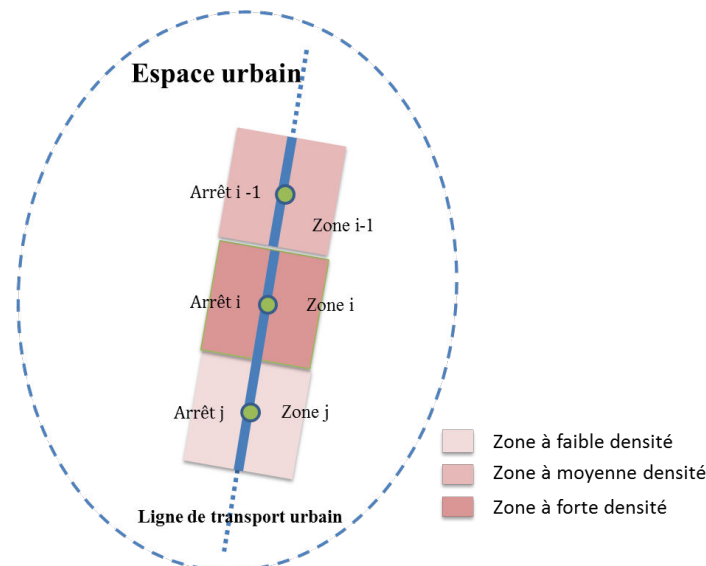 Espace urbain
Arrêt i -1
Zone i-1
Arrêt i
Zone i
Arrêt j
Zone j
Zone à faible densité
Zone à moyenne densité
Zone à forte densité
Ligne de transport urbain